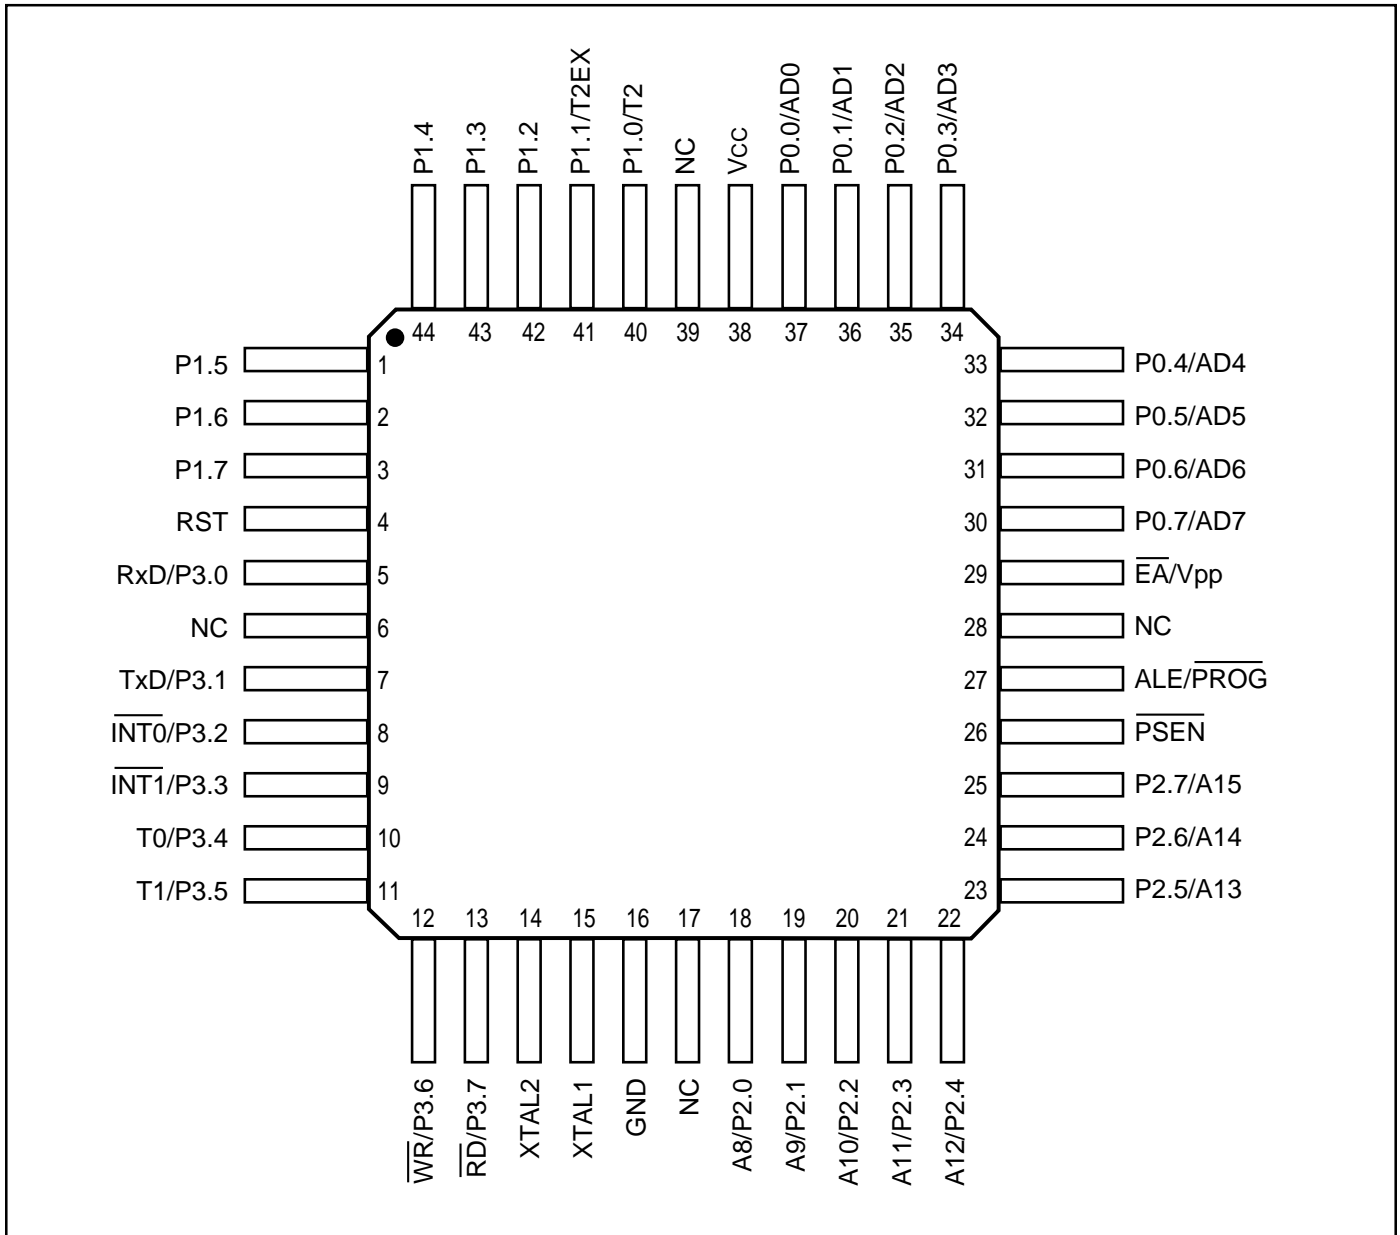 P1.4
P1.3
P1.2
P1.1/T2EX
P1.0/T2
NC
VCC
P0.0/AD0
P0.1/AD1
P0.2/AD2
P0.3/AD3
44 43 42 41 40 39 38 37 36 35 34
P1.5 1
P1.6 2
P1.7 3
RST 4
RxD/P3.0 5
NC 6
TxD/P3.1 7
I̅N̅T̅0̅/P3.2 8
I̅N̅T̅1̅/P3.3 9
T0/P3.4 10
T1/P3.5 11
33 P0.4/AD4
32 P0.5/AD5
31 P0.6/AD6
30 P0.7/AD7
29 E̅A̅/Vpp
28 NC
27 ALE/P̅R̅O̅G̅
26 P̅S̅E̅N̅
25 P2.7/A15
24 P2.6/A14
23 P2.5/A13
12 13 14 15 16 17 18 19 20 21 22
W̅R̅/P3.6
R̅D̅/P3.7
XTAL2
XTAL1
GND
NC
A8/P2.0
A9/P2.1
A10/P2.2
A11/P2.3
A12/P2.4